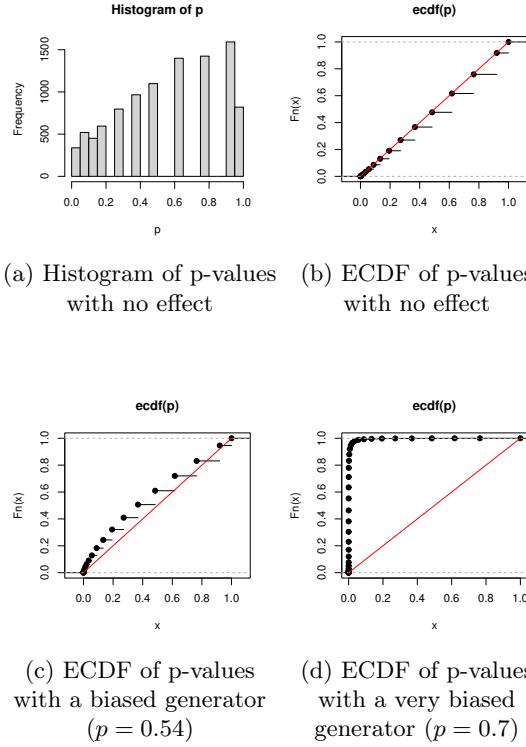 Histogram of p
ecdf(p)
Frequency
0 500 1500
0.0 0.2 0.4 0.6 0.8 1.0
p
Fn(x)
0.0 0.2 0.4 0.6 0.8 1.0
0.0 0.2 0.4 0.6 0.8 1.0
x
(a) Histogram of p-values
with no effect
(b) ECDF of p-values
with no effect
ecdf(p)
ecdf(p)
Fn(x)
0.0 0.2 0.4 0.6 0.8 1.0
0.0 0.2 0.4 0.6 0.8 1.0
x
Fn(x)
0.0 0.2 0.4 0.6 0.8 1.0
0.0 0.2 0.4 0.6 0.8 1.0
x
(c) ECDF of p-values
with a biased generator
(p = 0.54)
(d) ECDF of p-values
with a very biased
generator (p = 0.7)